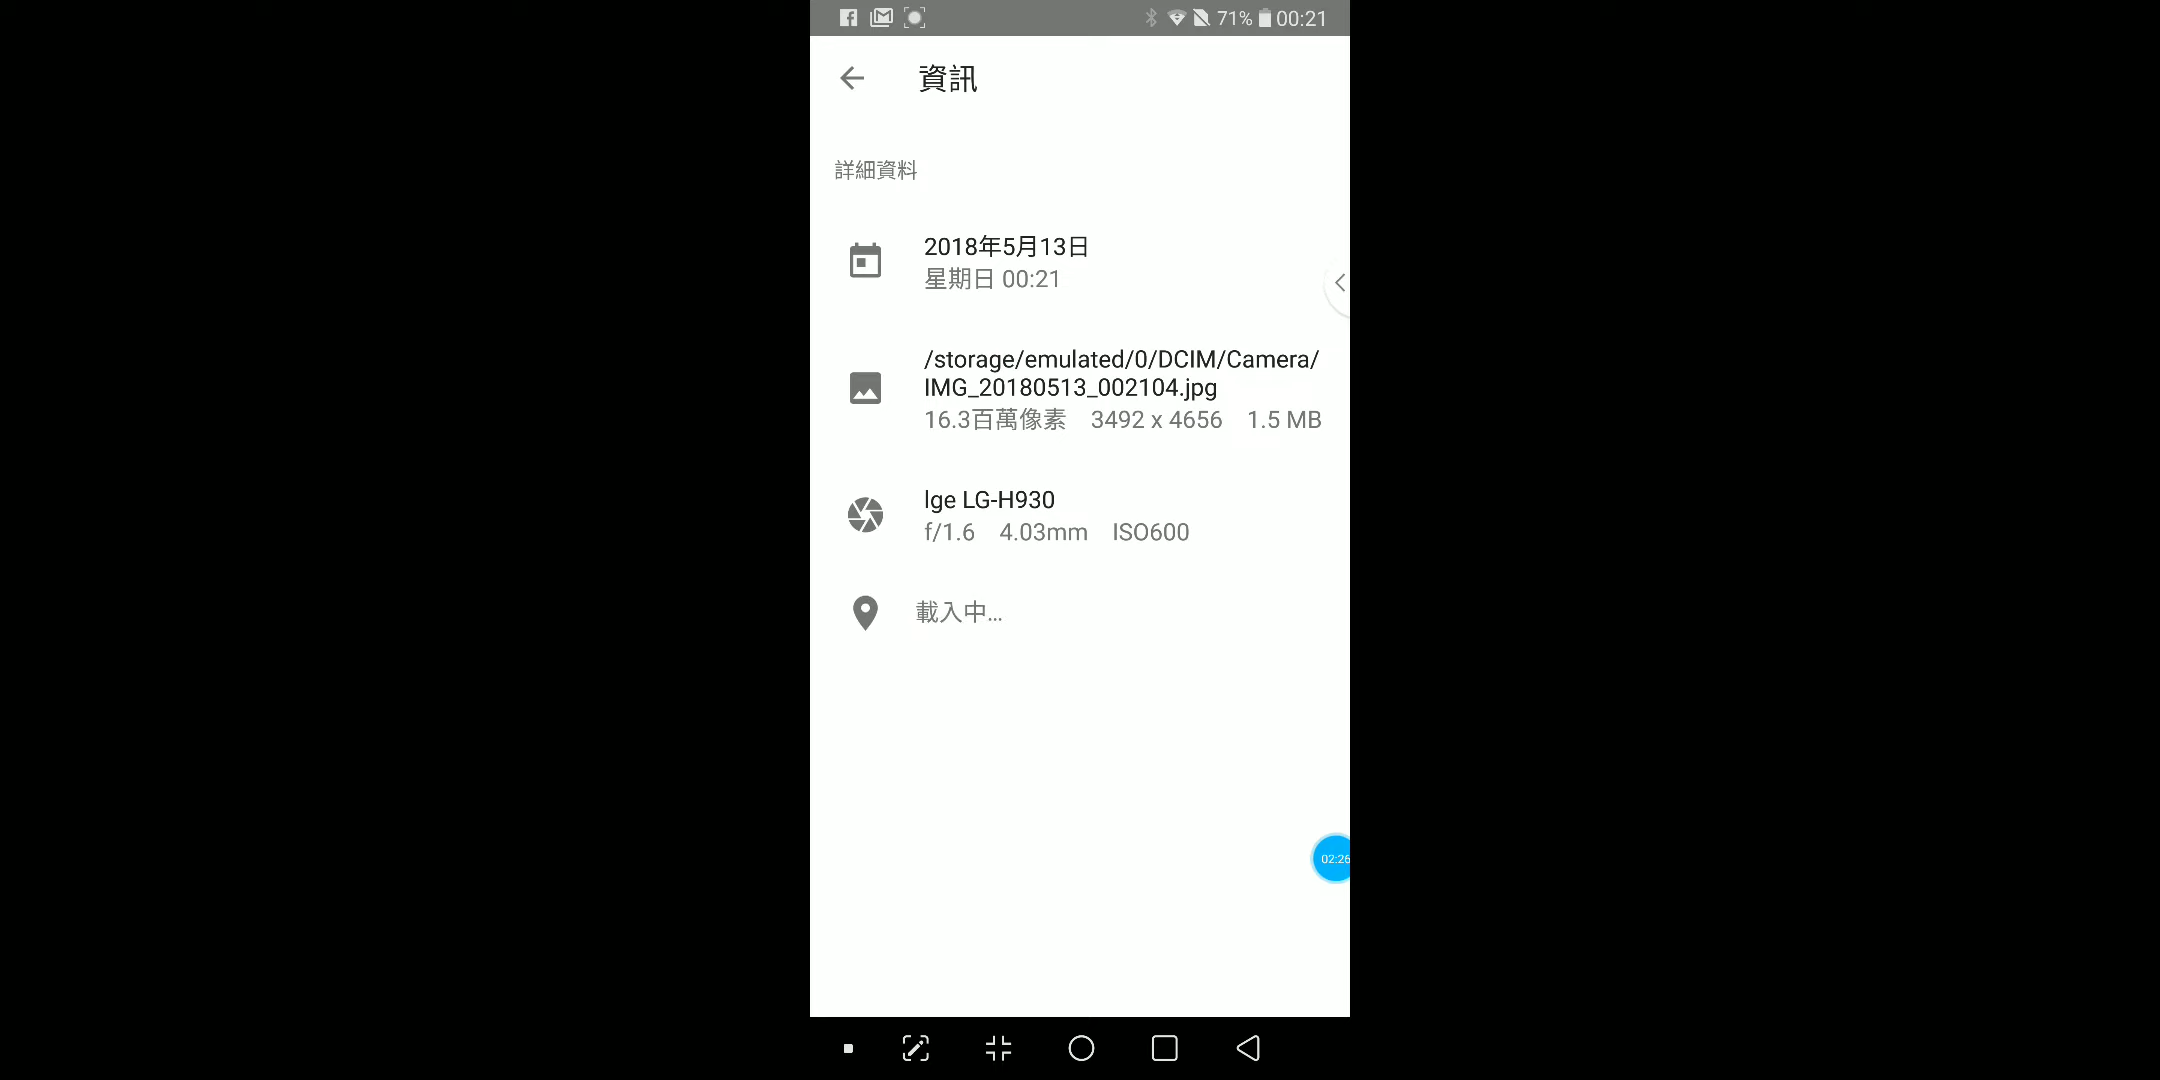 71% 00:21
資訊
詳細資料
2018年5月13日
星期日 00:21
/storage/emulated/0/DCIM/Camera/
IMG_20180513_002104.jpg
16.3百萬像素 3492 x 4656 1.5 MB
lge LG-H930
f/1.6 4.03mm ISO600
載入中...
02:26